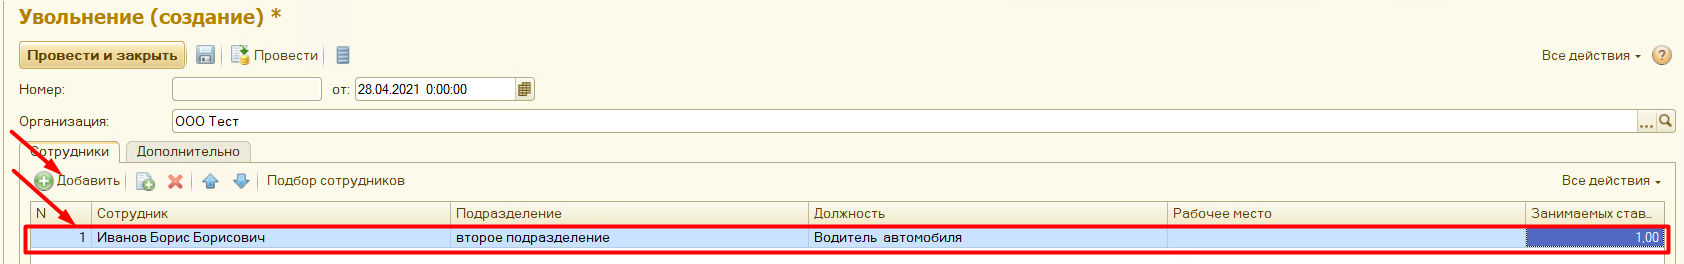 Увольнение (создание) *
Провести и закрыть Провести Все действия ?
Номер: от: 28.04.2021 0:00:00
Организация: ООО Тест ...
Сотрудники Дополнительно
Добавить Подбор сотрудников Все действия
N Сотрудник Подразделение Должность Рабочее место Занимаемых став...
1 Иванов Борис Борисович второе подразделение Водитель автомобиля 1,00